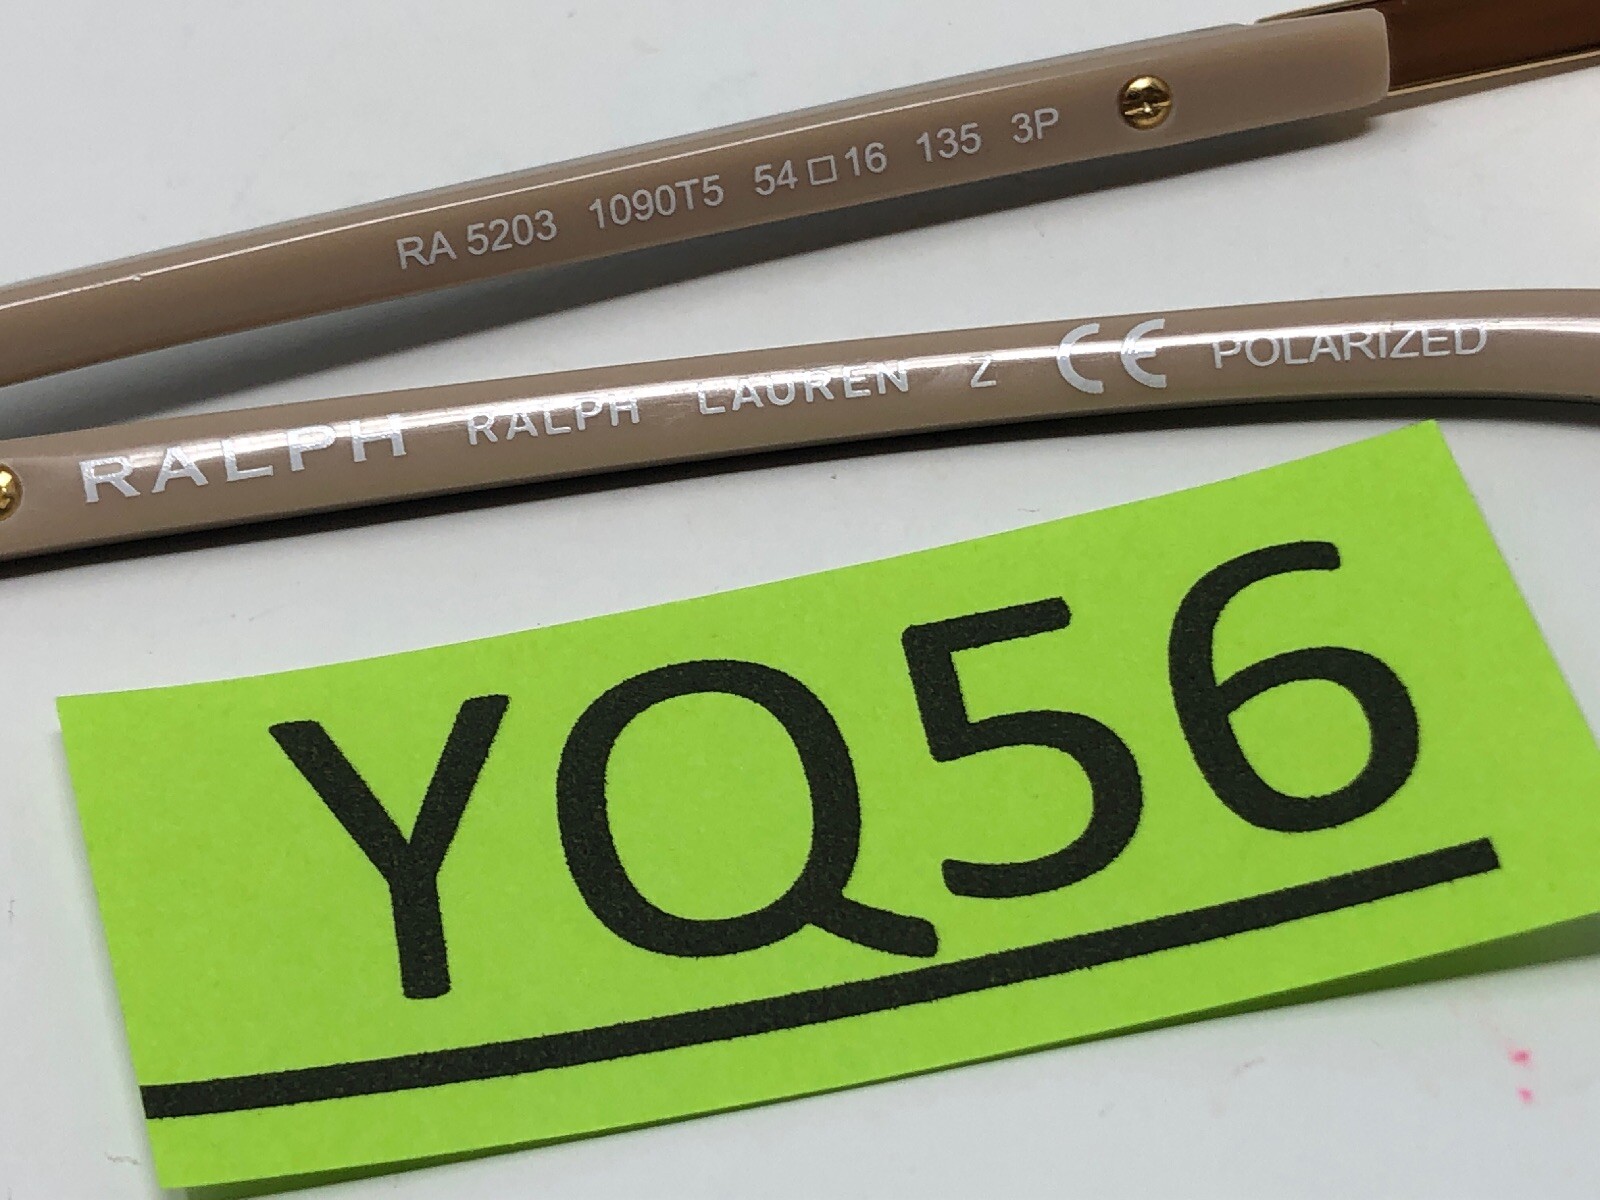 RA 5203 1090T5 54□16 135 3P
RALPH RALPH LAUREN Z CE POLARIZED
YQ56